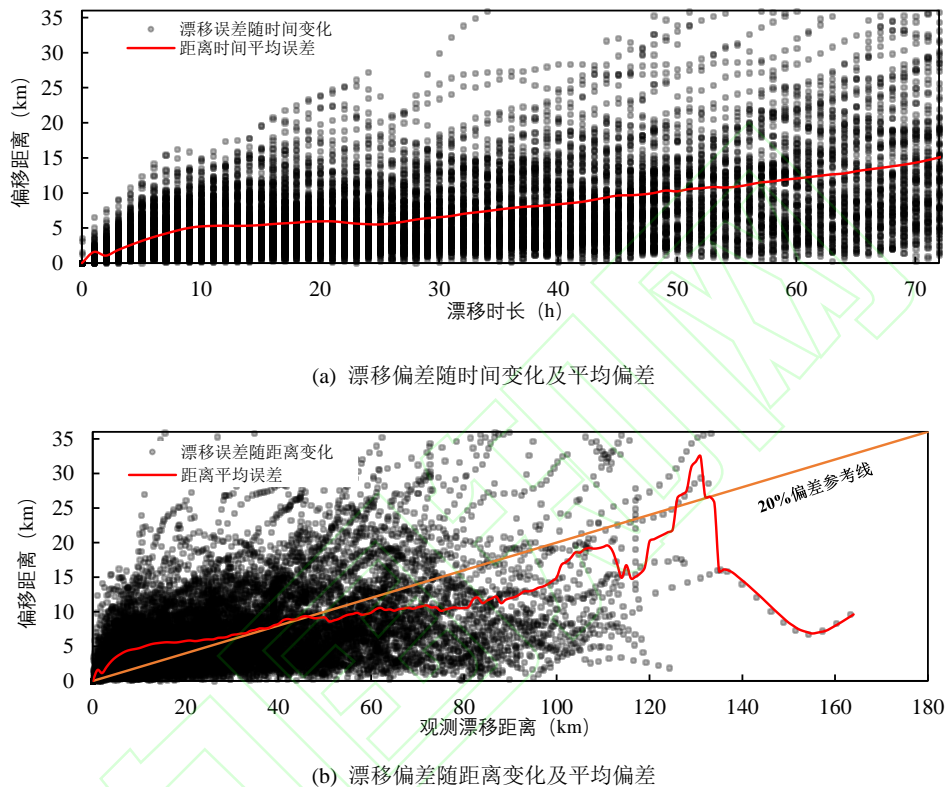 漂移误差随时间变化
距离时间平均误差
偏移距离（km）
35
30
25
20
15
10
5
0
0 10 20 30 40 50 60 70
漂移时长（h）
(a) 漂移偏差随时间变化及平均偏差
漂移误差随距离变化
距离平均误差
20%偏差参考线
偏移距离（km）
35
30
25
20
15
10
5
0
0 20 40 60 80 100 120 140 160 180
观测漂移距离（km）
(b) 漂移偏差随距离变化及平均偏差